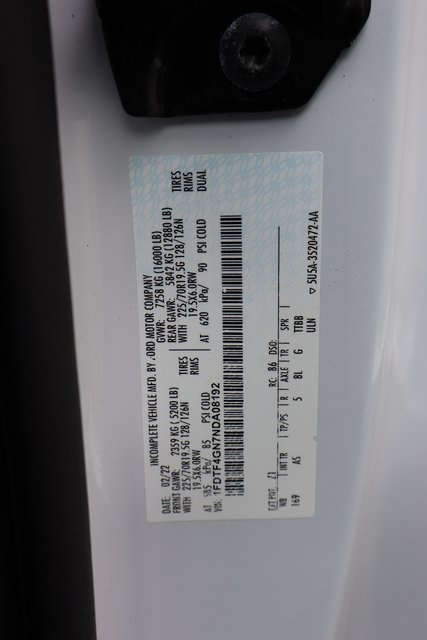 INCOMPLETE VEHICLE MFD. BY FORD MOTOR COMPANY
DATE: 02/22 GVWR: 7258 KG (16000 LB)
FRONT GAWR: 2359 KG ( 5200 LB) REAR GAWR: 5842 KG (12880 LB)
WITH 225/70R19.5G 128/126N TIRES WITH 225/70R19.5G 128/126N TIRES
19.5X6.0RW RIMS 19.5X6.0RW RIMS
AT 585 kPa/ 85 PSI COLD AT 620 kPa/ 90 PSI COLD DUAL
VIN: 1FDTF4GN7NDA08192
EXT PNT: Z1 RC: 86 DSO:
WB INT TR TP/PS R AXLE TR SPR
169 AS 5 8L G TTBB
ULN
▽ 5U5A-3520472-AA